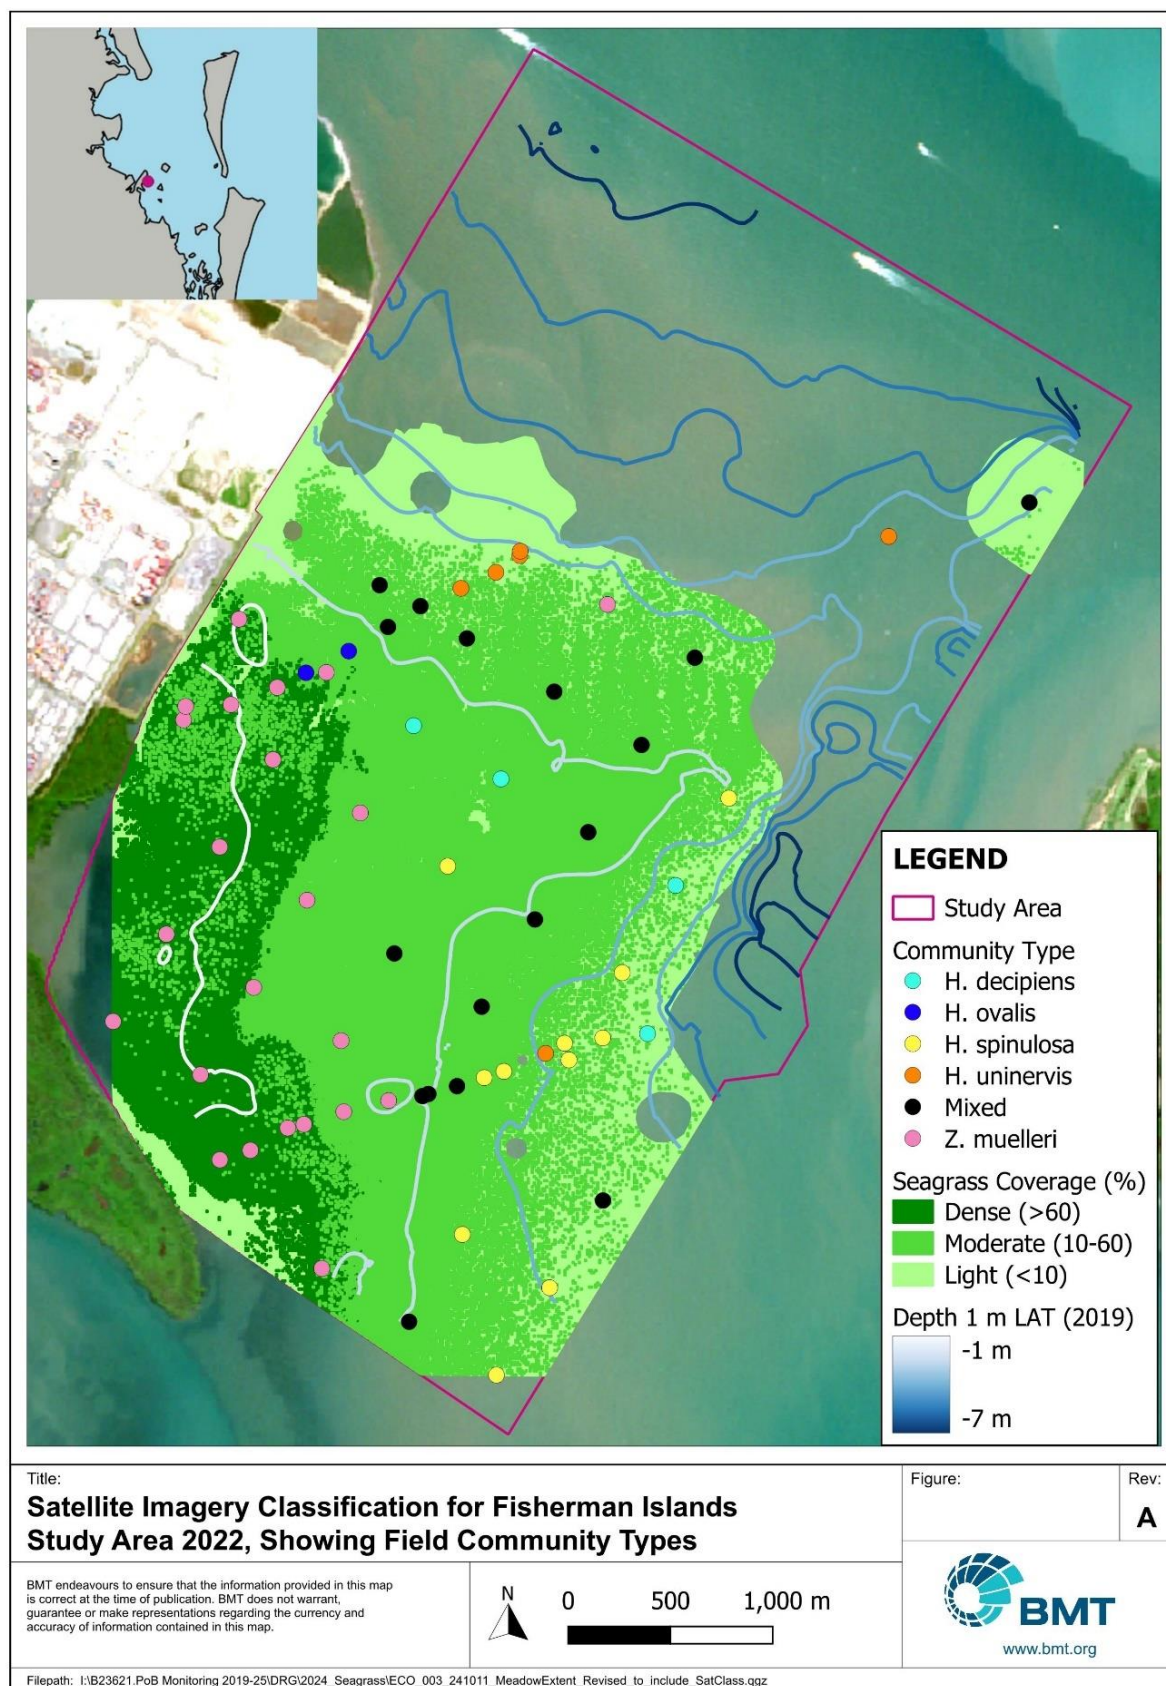 LEGEND
Study Area
Community Type
H. decipiens
H. ovalis
H. spinulosa
H. uninervis
Mixed
Z. muelleri
Seagrass Coverage (%)
Dense (>60)
Moderate (10-60)
Light (<10)
Depth 1 m LAT (2019)
-1 m
-7 m
Title:
Satellite Imagery Classification for Fisherman Islands
Study Area 2022, Showing Field Community Types
Figure:
Rev:
A
BMT endeavours to ensure that the information provided in this map
is correct at the time of publication. BMT does not warrant,
guarantee or make representations regarding the currency and
accuracy of information contained in this map.
N
0 500 1,000 m
BMT
www.bmt.org
Filepath: I:\B23621.PoB Monitoring 2019-25\DRG\2024_Seagrass\ECO_003_241011_MeadowExtent_Revised_to_include_SatClass.qgz